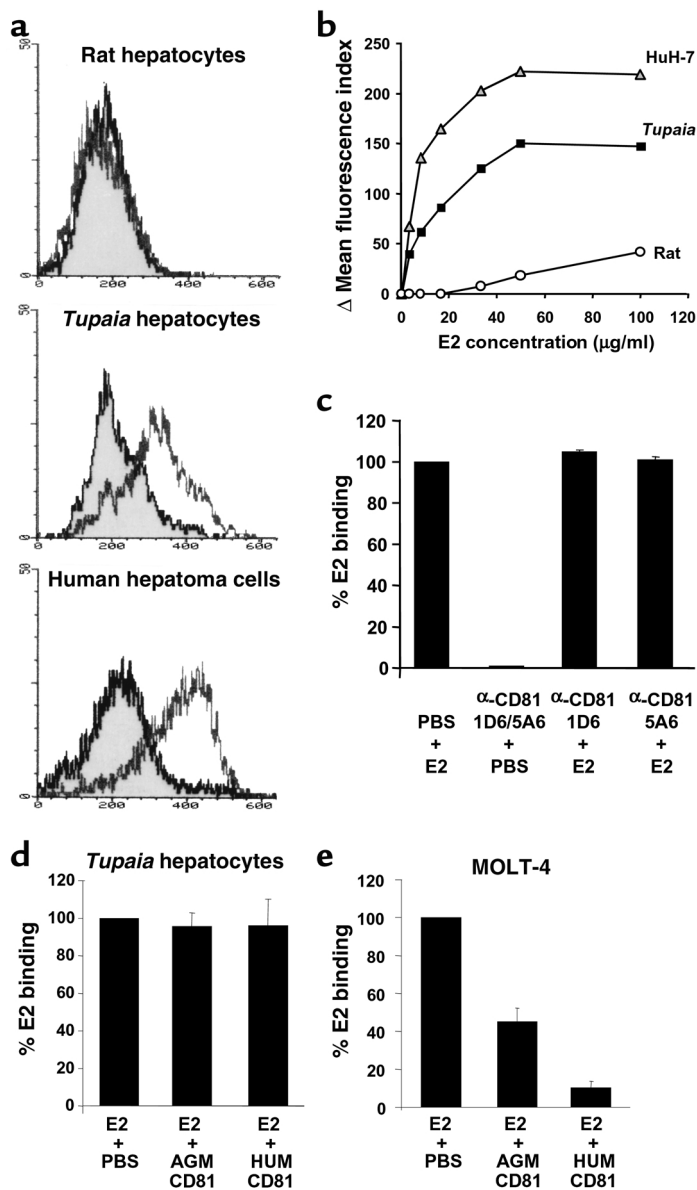 a
Rat hepatocytes
50
0
0 200 400 600
Tupaia hepatocytes
50
0
0 200 400 600
Human hepatoma cells
50
0
0 200 400 600
b
Δ Mean fluorescence index
250
200
150
100
50
0
HuH-7
Tupaia
Rat
0 20 40 60 80 100 120
E2 concentration (μg/ml)
c
% E2 binding
120
100
80
60
40
20
0
PBS + E2
α-CD81 1D6/5A6 + PBS
α-CD81 1D6 + E2
α-CD81 5A6 + E2
d
Tupaia hepatocytes
% E2 binding
120
100
80
60
40
20
0
E2 + PBS
E2 + AGM CD81
E2 + HUM CD81
e
MOLT-4
% E2 binding
120
100
80
60
40
20
0
E2 + PBS
E2 + AGM CD81
E2 + HUM CD81